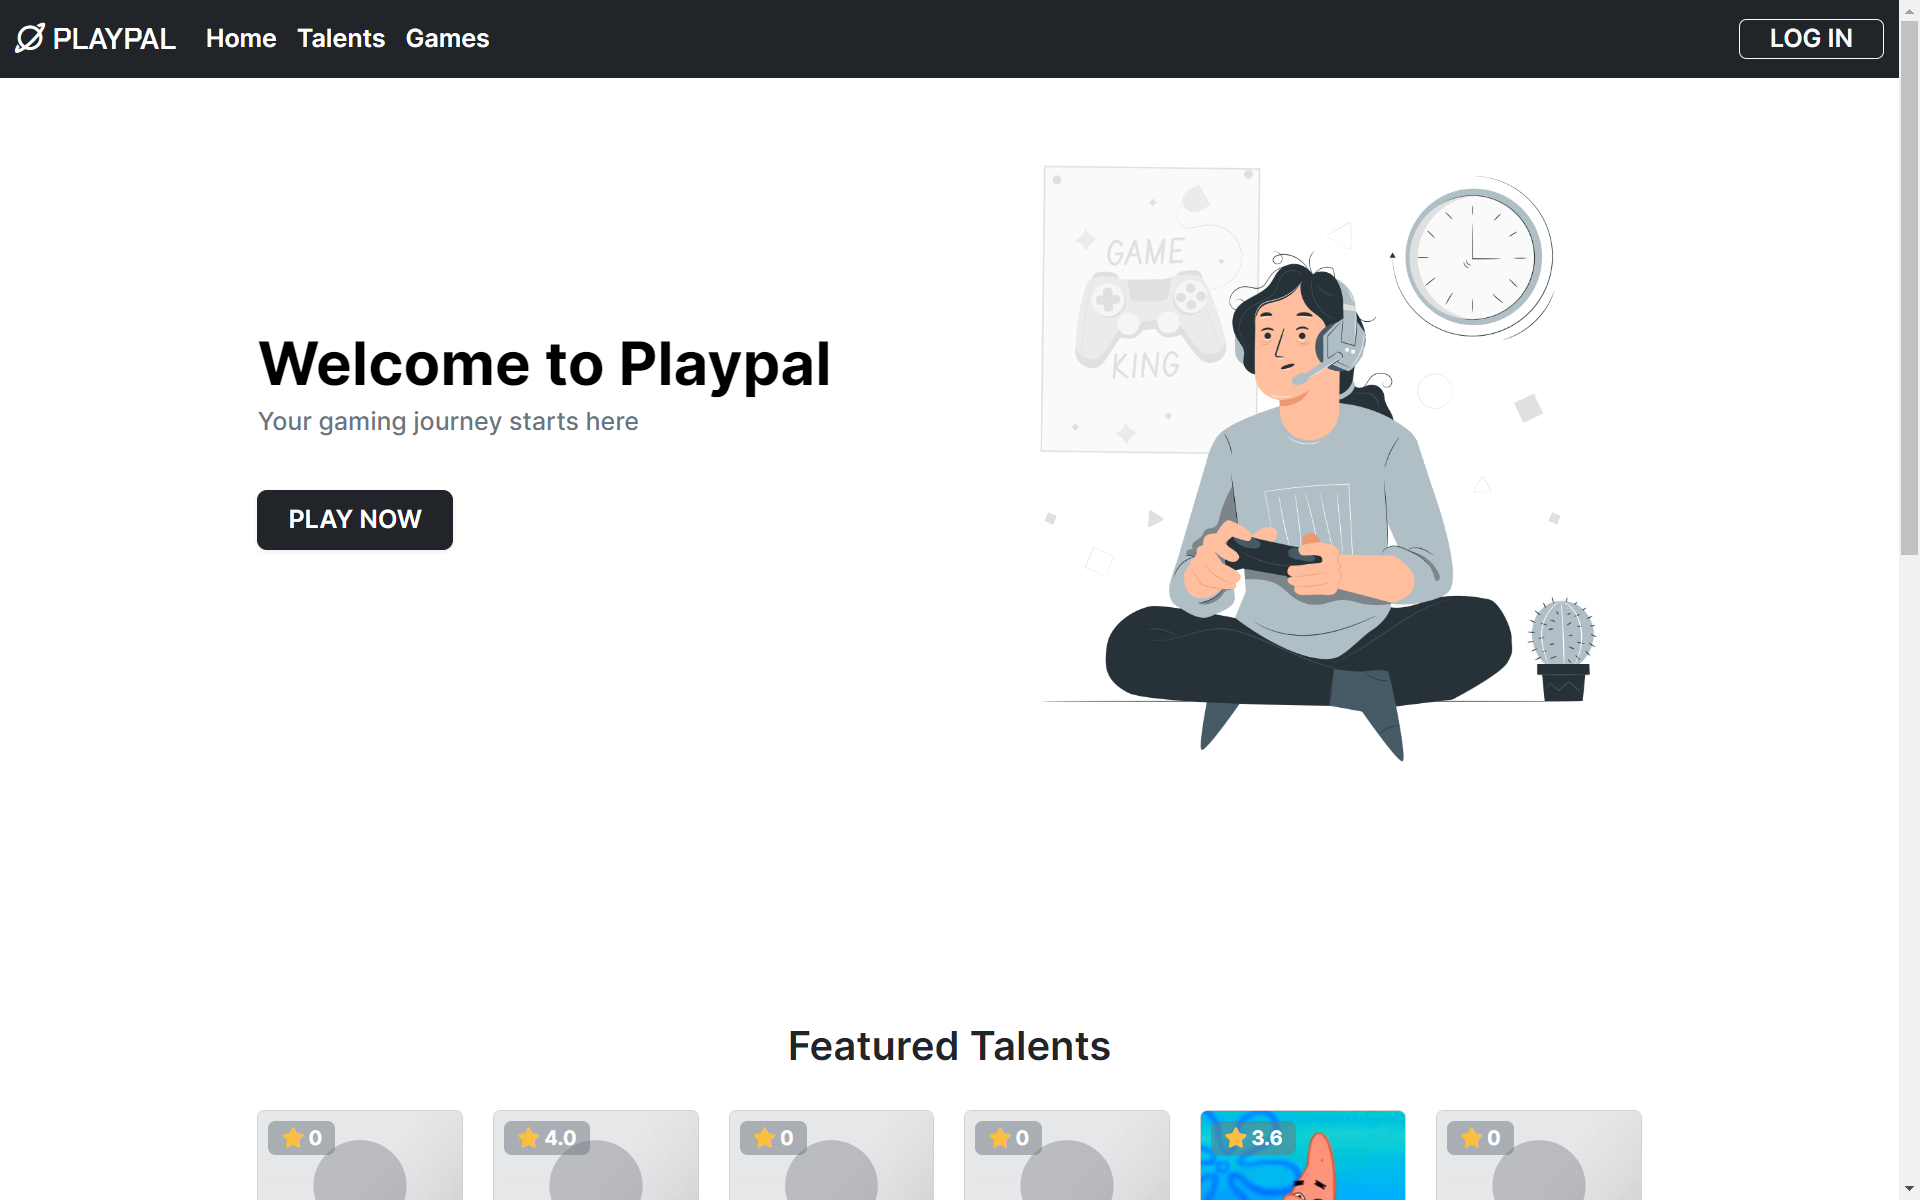 PLAYPAL Home Talents Games LOG IN
GAME
KING
Welcome to Playpal
Your gaming journey starts here
PLAY NOW
Featured Talents
0 4.0 0 0 3.6 0